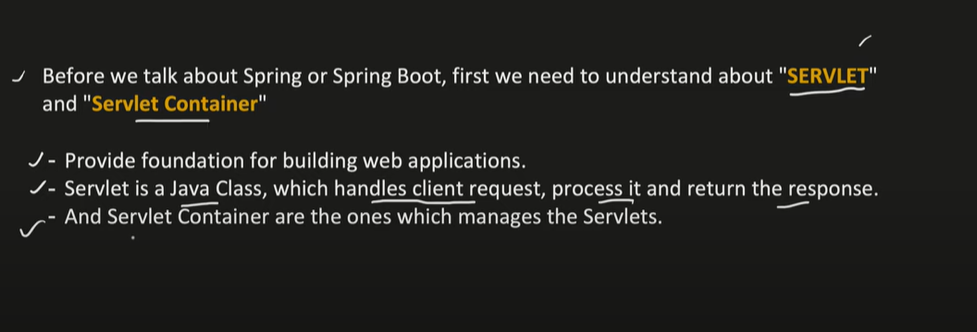 Before we talk about Spring or Spring Boot, first we need to understand about "SERVLET"
and "Servlet Container"
- Provide foundation for building web applications.
- Servlet is a Java Class, which handles client request, process it and return the response.
- And Servlet Container are the ones which manages the Servlets.